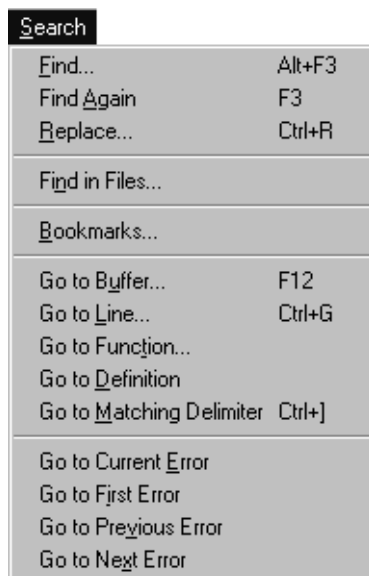 Search
Find... Alt+F3
Find Again F3
Replace... Ctrl+R
Find in Files...
Bookmarks...
Go to Buffer... F12
Go to Line... Ctrl+G
Go to Function...
Go to Definition
Go to Matching Delimiter Ctrl+]
Go to Current Error
Go to First Error
Go to Previous Error
Go to Next Error